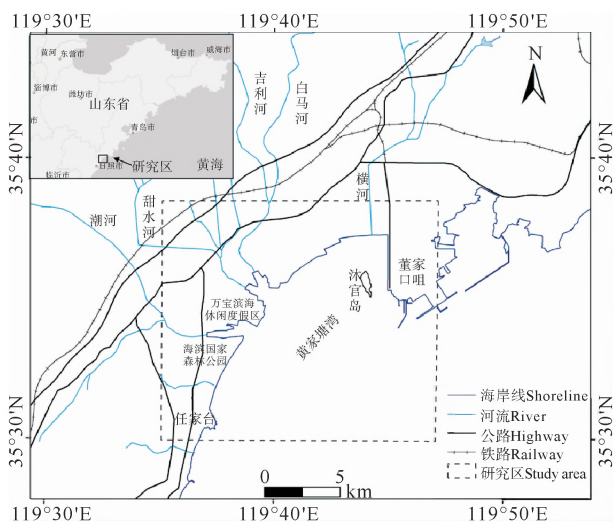 119°30'E
119°40'E
119°50'E
黄河
东营市
烟台市
威海市
淄博市
潍坊市
山东省
青岛市
市
研究区
日照市
临沂市
黄海
吉利河
白马河
N
35°40'N
35°40'N
潮河
甜水河
横河
万宝滨海
休闲度假区
沐官岛
董家
口咀
黄家塘湾
海滨国家
森林公园
任家台
35°30'N
35°30'N
海岸线Shoreline
河流River
公路Highway
铁路Railway
研究区Study area
0 5
km
119°30'E
119°40'E
119°50'E